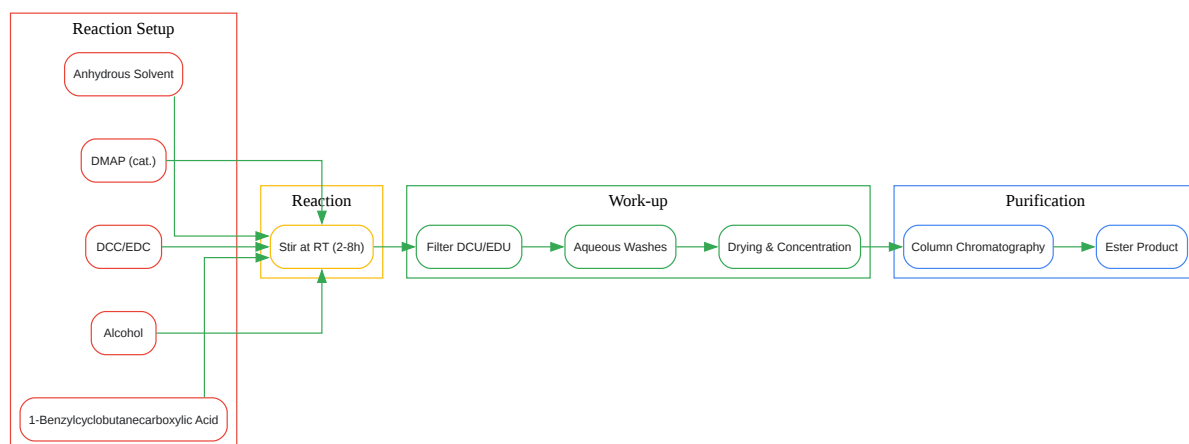 Reaction Setup
Anhydrous Solvent
DMAP (cat.)
DCC/EDC
Alcohol
1-Benzylcyclobutanecarboxylic Acid
Reaction
Stir at RT (2-8h)
Work-up
Filter DCU/EDU
Aqueous Washes
Drying & Concentration
Purification
Column Chromatography
Ester Product